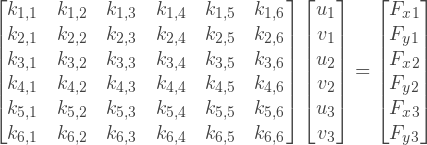 k1,1 k1,2 k1,3 k1,4 k1,5 k1,6 u1 Fx1
k2,1 k2,2 k2,3 k2,4 k2,5 k2,6 v1 Fy1
k3,1 k3,2 k3,3 k3,4 k3,5 k3,6 u2 = Fx2
k4,1 k4,2 k4,3 k4,4 k4,5 k4,6 v2 Fy2
k5,1 k5,2 k5,3 k5,4 k5,5 k5,6 u3 Fx3
k6,1 k6,2 k6,3 k6,4 k6,5 k6,6 v3 Fy3